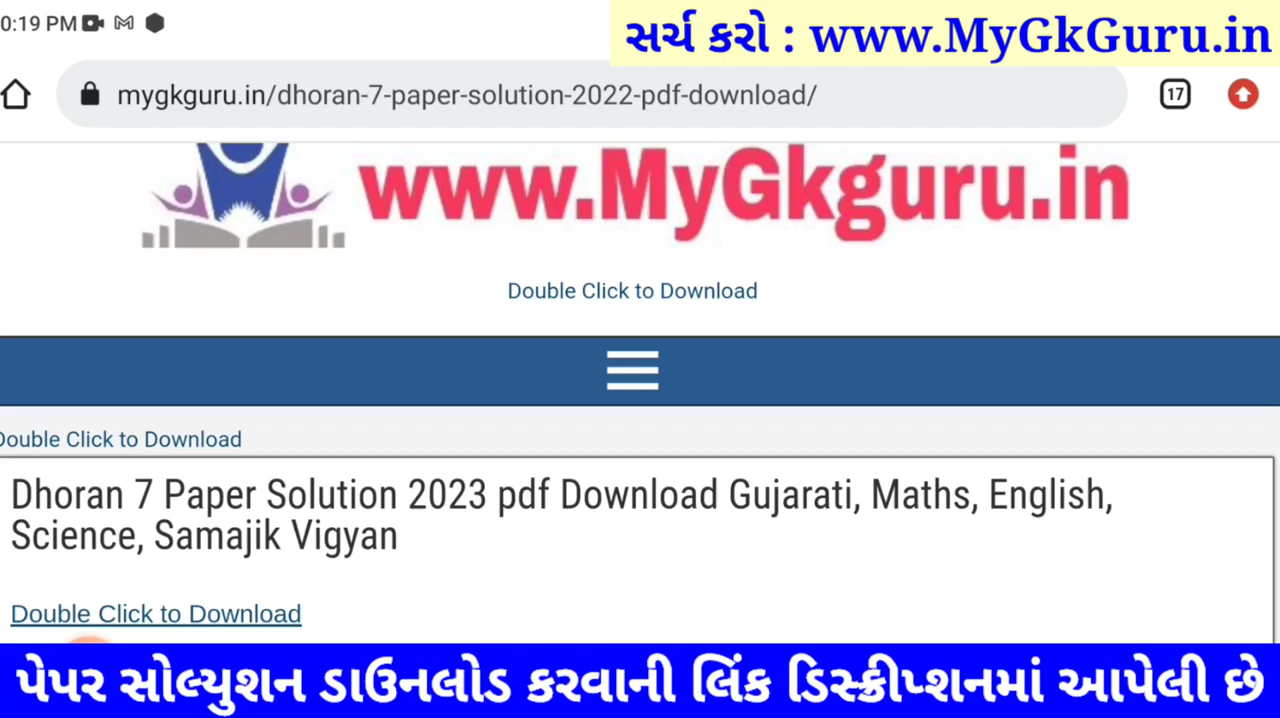 0:19 PM
સર્ચ કરો : www.MyGkGuru.in
mygkguru.in/dhoran-7-paper-solution-2022-pdf-download/
17
www.MyGkguru.in
Double Click to Download
Double Click to Download
Dhoran 7 Paper Solution 2023 pdf Download Gujarati, Maths, English,
Science, Samajik Vigyan
Double Click to Download
પેપર સોલ્યુશન ડાઉનલોડ કરવાની લિંક ડિસ્ક્રીપ્શનમાં આપેલી છે